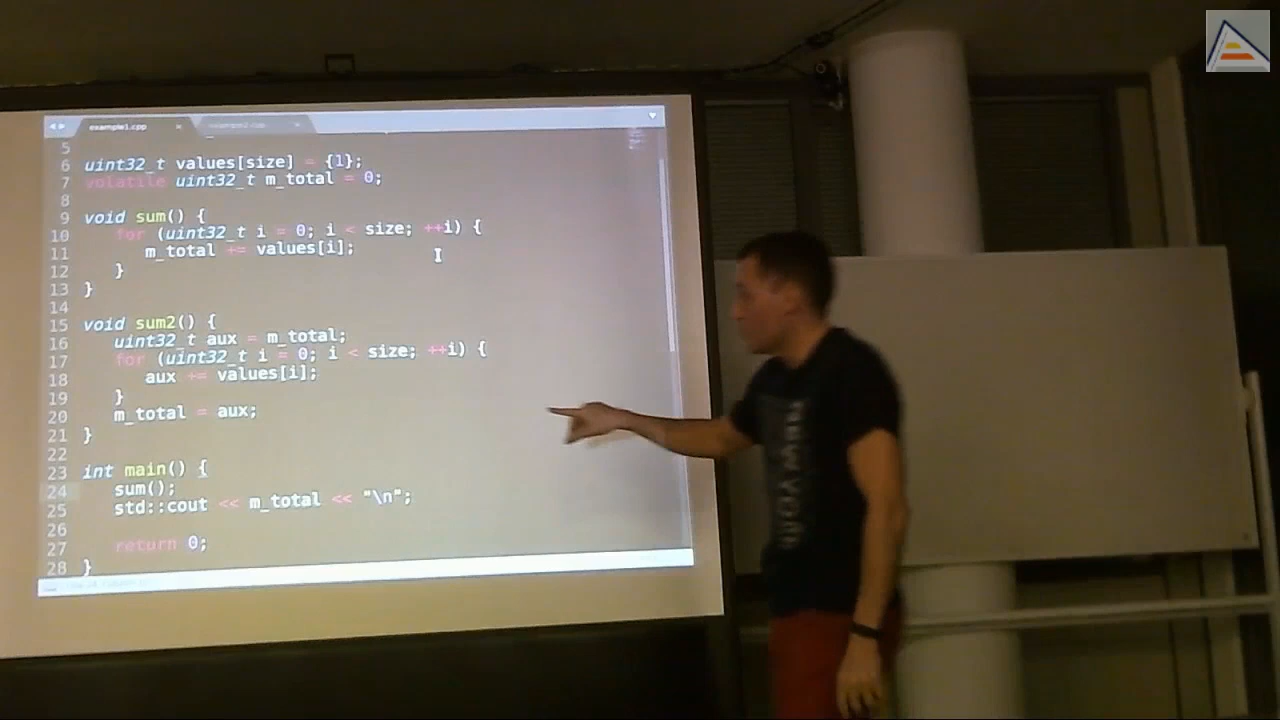 example1.cpp example2.cpp
5
6 uint32_t values[size] = {1};
7 volatile uint32_t m_total = 0;
8
9 void sum() {
10 for (uint32_t i = 0; i < size; ++i) {
11 m_total += values[i];
12 }
13 }
14
15 void sum2() {
16 uint32_t aux = m_total;
17 for (uint32_t i = 0; i < size; ++i) {
18 aux += values[i];
19 }
20 m_total = aux;
21 }
22
23 int main() {
24 sum();
25 std::cout << m_total << "\n";
26
27 return 0;
28 }